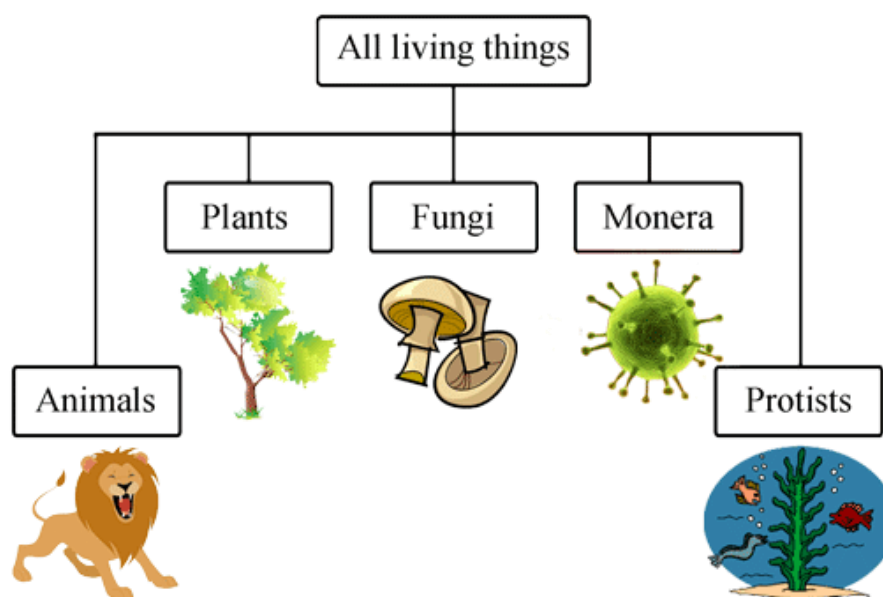 All living things
Plants
Fungi
Monera
Animals
Protists